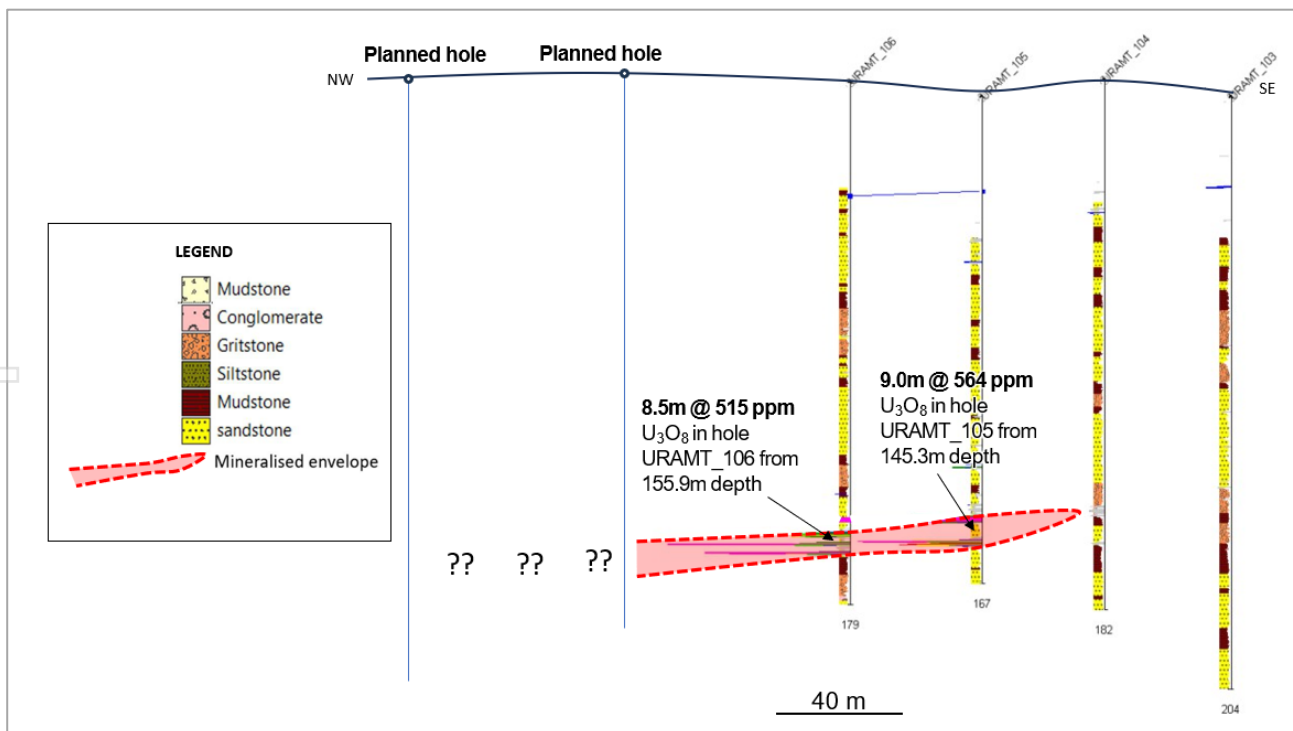 Planned hole
Planned hole
NW
URAMT_106
URAMT_105
URAMT_104
URAMT_103
SE
LEGEND
Mudstone
Conglomerate
Gritstone
Siltstone
Mudstone
sandstone
Mineralised envelope
8.5m @ 515 ppm
U₃O₈ in hole
URAMT_106 from
155.9m depth
9.0m @ 564 ppm
U₃O₈ in hole
URAMT_105 from
145.3m depth
?? ?? ??
179
167
182
204
40 m